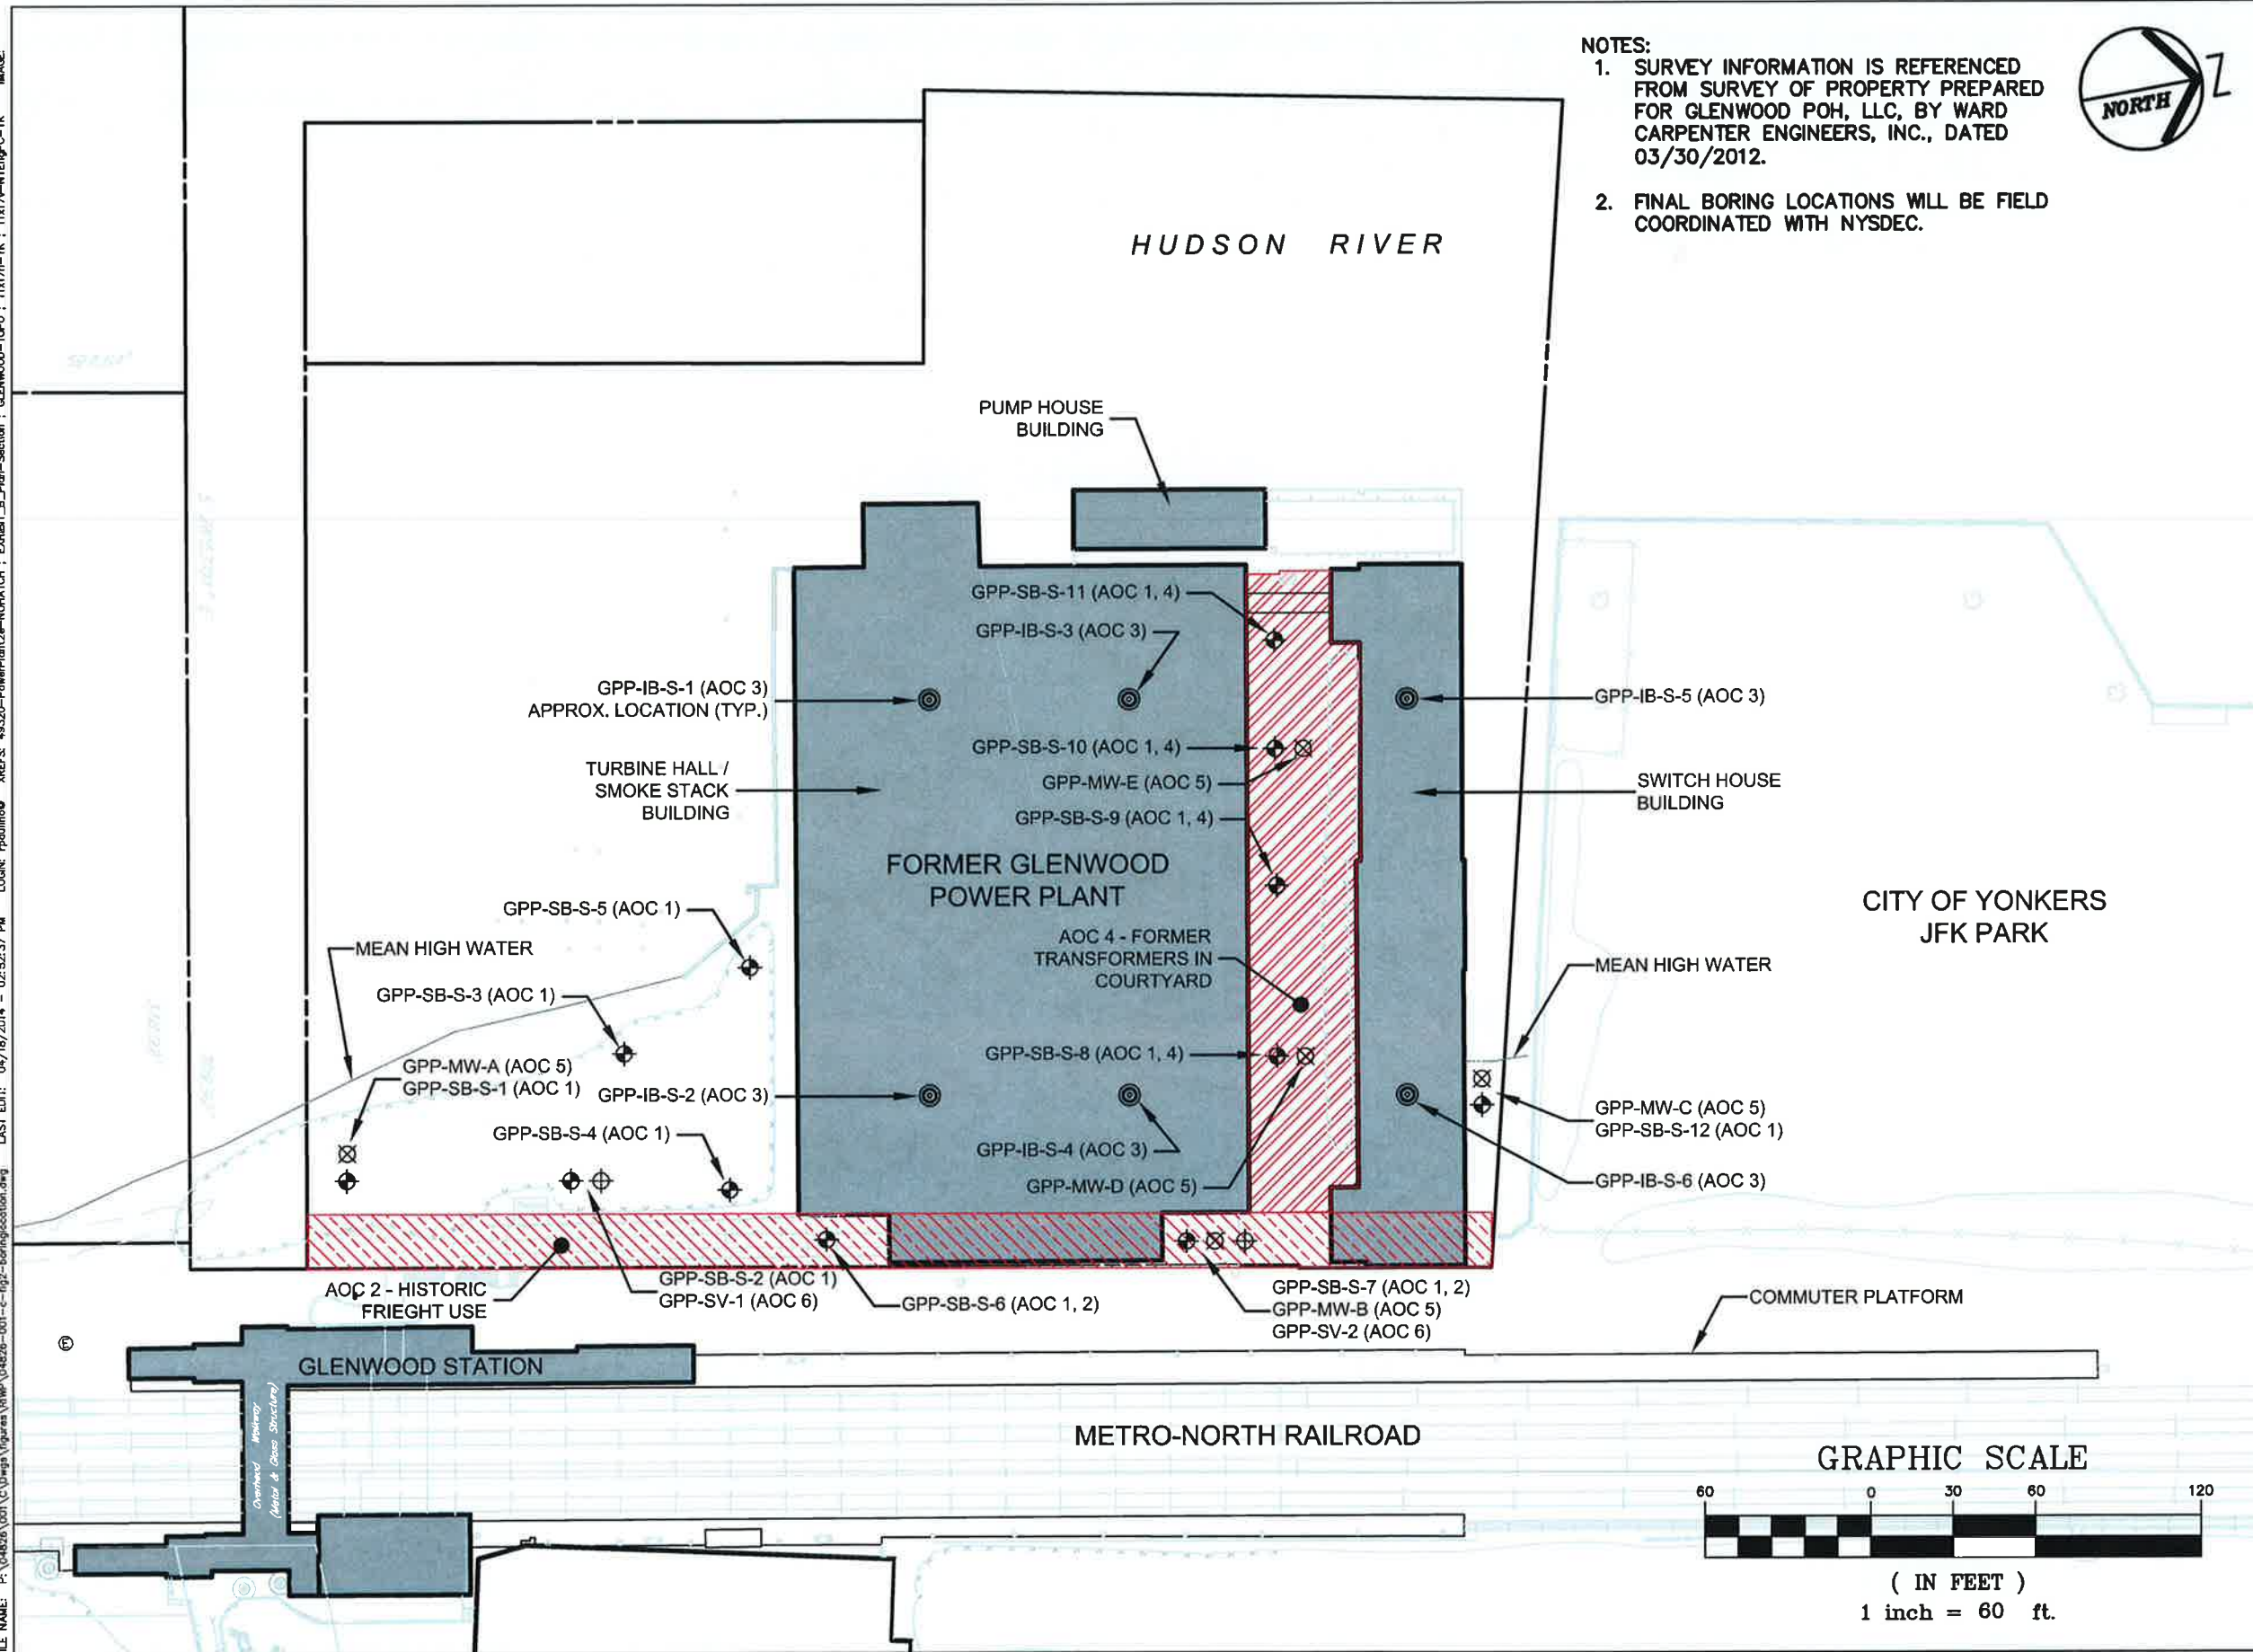 NOTES:
1. SURVEY INFORMATION IS REFERENCED
FROM SURVEY OF PROPERTY PREPARED
FOR GLENWOOD POH, LLC, BY WARD
CARPENTER ENGINEERS, INC., DATED
03/30/2012.
2. FINAL BORING LOCATIONS WILL BE FIELD
COORDINATED WITH NYSDEC.
NORTH
HUDSON RIVER
PUMP HOUSE
BUILDING
GPP-SB-S-11 (AOC 1, 4)
GPP-IB-S-3 (AOC 3)
GPP-IB-S-1 (AOC 3)
APPROX. LOCATION (TYP.)
GPP-IB-S-5 (AOC 3)
GPP-SB-S-10 (AOC 1, 4)
TURBINE HALL /
SMOKE STACK
BUILDING
GPP-MW-E (AOC 5)
SWITCH HOUSE
BUILDING
GPP-SB-S-9 (AOC 1, 4)
FORMER GLENWOOD
POWER PLANT
CITY OF YONKERS
JFK PARK
GPP-SB-S-5 (AOC 1)
AOC 4 - FORMER
TRANSFORMERS IN
COURTYARD
MEAN HIGH WATER
MEAN HIGH WATER
GPP-SB-S-3 (AOC 1)
GPP-SB-S-8 (AOC 1, 4)
GPP-MW-A (AOC 5)
GPP-SB-S-1 (AOC 1)
GPP-IB-S-2 (AOC 3)
GPP-MW-C (AOC 5)
GPP-SB-S-12 (AOC 1)
GPP-SB-S-4 (AOC 1)
GPP-IB-S-4 (AOC 3)
GPP-IB-S-6 (AOC 3)
GPP-MW-D (AOC 5)
AOC 2 - HISTORIC
FRIEGHT USE
GPP-SB-S-2 (AOC 1)
GPP-SV-1 (AOC 6)
GPP-SB-S-6 (AOC 1, 2)
GPP-SB-S-7 (AOC 1, 2)
GPP-MW-B (AOC 5)
GPP-SV-2 (AOC 6)
COMMUTER PLATFORM
E
GLENWOOD STATION
Overhead Walkway
(Metal & Glass Structure)
METRO-NORTH RAILROAD
GRAPHIC SCALE
60 0 30 60 120
( IN FEET )
1 inch = 60 ft.